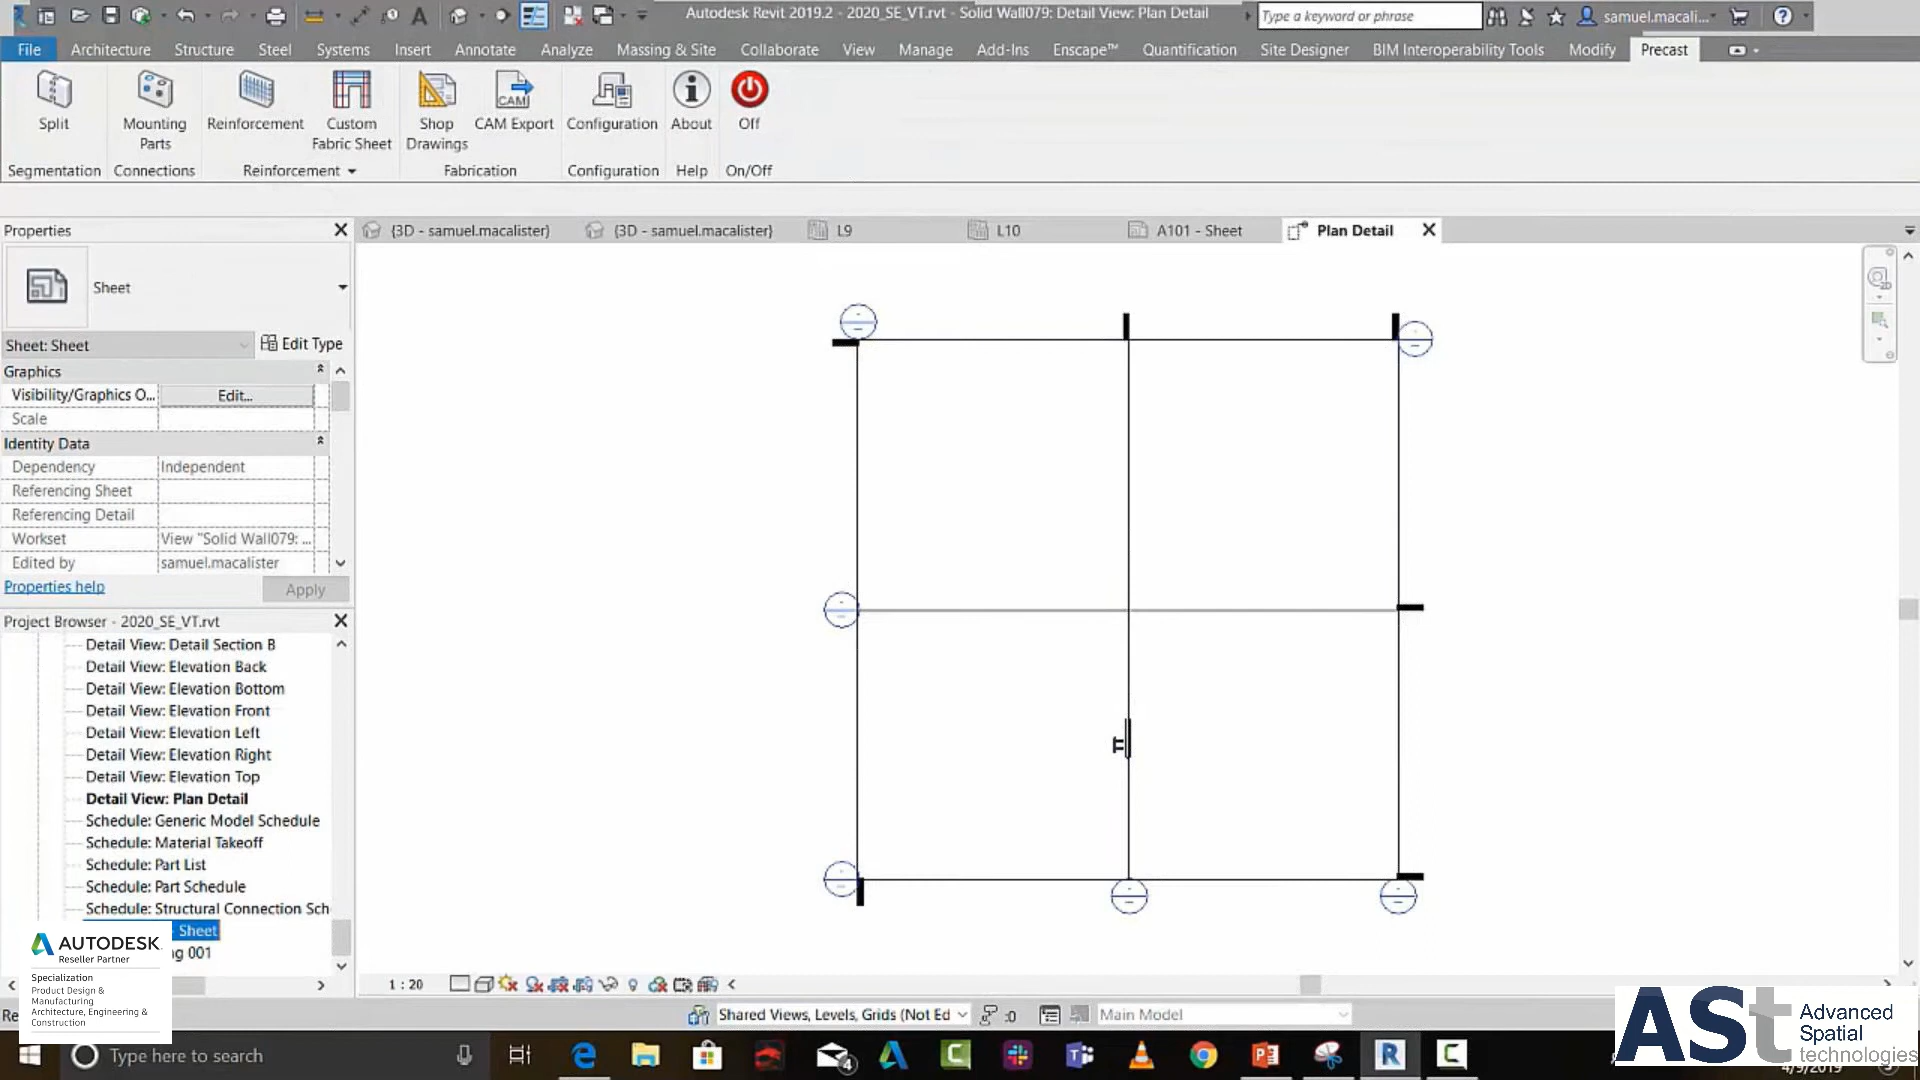 Autodesk Revit 2019.2 - 2020_SE_VT.rvt - Solid Wall079: Detail View: Plan Detail
Type a keyword or phrase
samuel.macali...
File Architecture Structure Steel Systems Insert Annotate Analyze Massing & Site Collaborate View Manage Add-Ins Enscape™ Quantification Site Designer BIM Interoperability Tools Modify Precast
CAM
Split Mounting Reinforcement Custom Shop CAM Export Configuration About Off
Parts Fabric Sheet Drawings
Segmentation Connections Reinforcement Fabrication Configuration Help On/Off
Properties
{3D - samuel.macalister} {3D - samuel.macalister} L9 L10 A101 - Sheet Plan Detail
Sheet
Sheet: Sheet Edit Type
Graphics
Visibility/Graphics O... Edit...
Scale
Identity Data
Dependency Independent
Referencing Sheet
Referencing Detail
Workset View "Solid Wall079: ...
Edited by samuel.macalister
Properties help Apply
Project Browser - 2020_SE_VT.rvt
Detail View: Detail Section B
Detail View: Elevation Back
Detail View: Elevation Bottom
Detail View: Elevation Front
Detail View: Elevation Left
Detail View: Elevation Right
Detail View: Elevation Top
Detail View: Plan Detail
Schedule: Generic Model Schedule
Schedule: Material Takeoff
Schedule: Part List
Schedule: Part Schedule
Schedule: Structural Connection Sch
Sheet
ng 001
AUTODESK
Reseller Partner
Specialization
Product Design &
Manufacturing
Architecture, Engineering &
Construction
1 : 20
Re
Shared Views, Levels, Grids (Not Ed :0 Main Model
Type here to search
4
4/9/2019
ASt
Advanced
Spatial
technologies